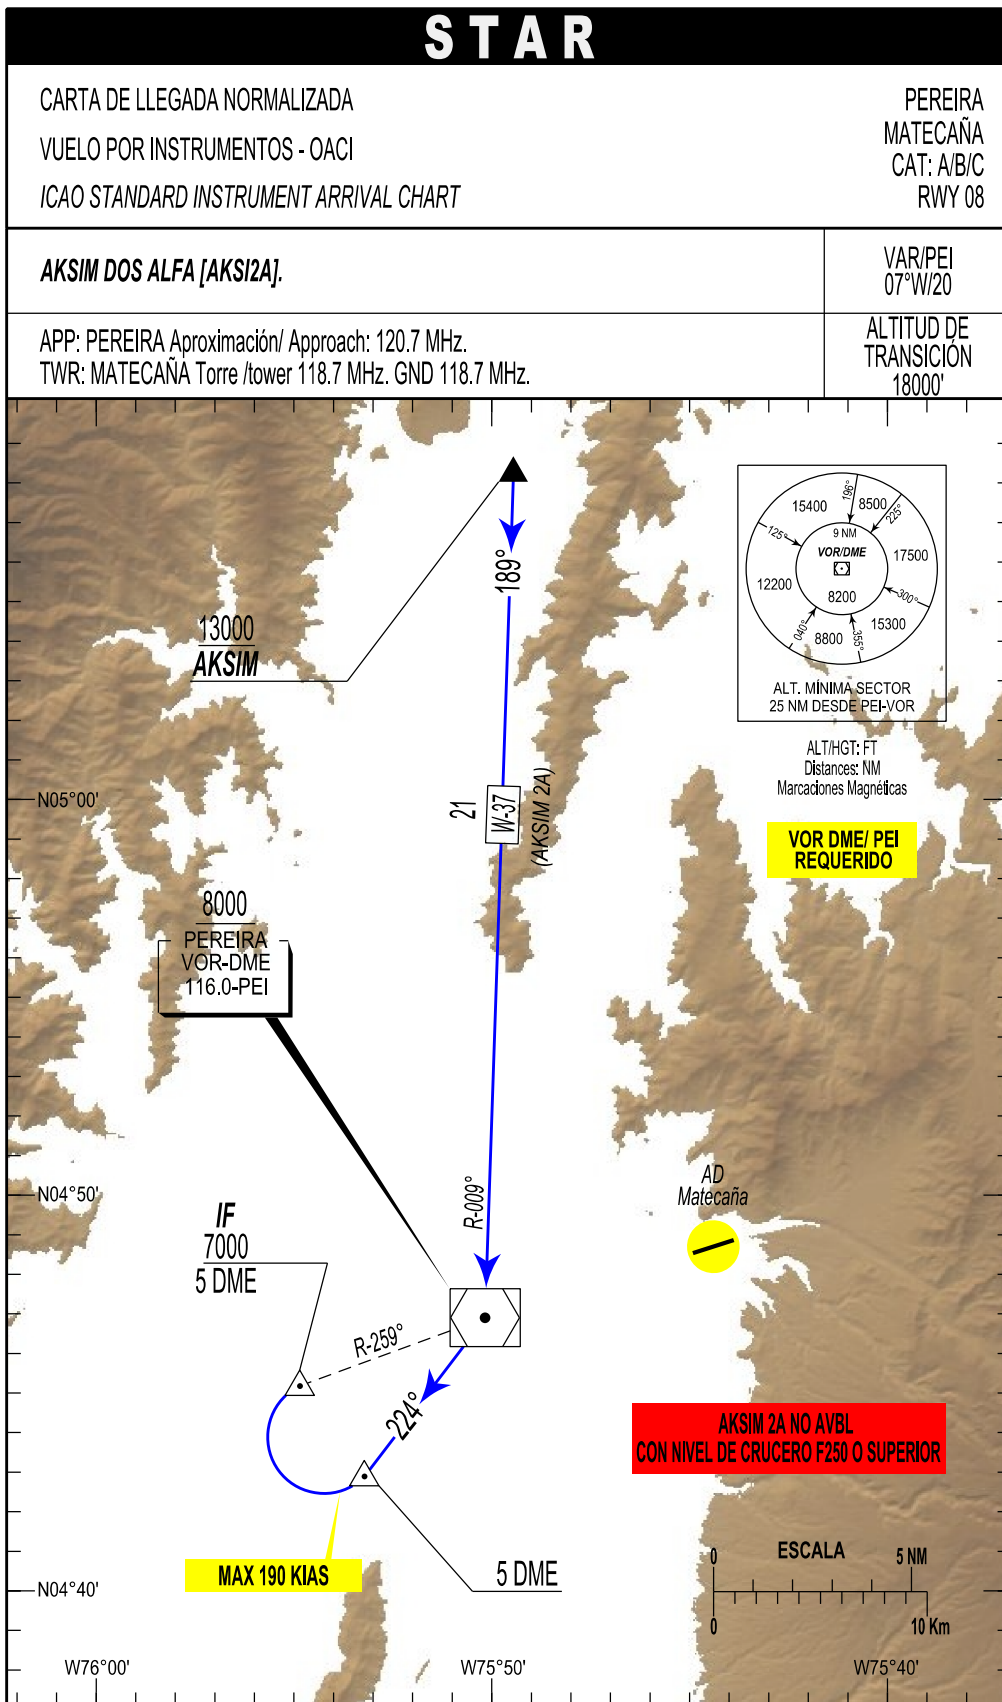 STAR
CARTA DE LLEGADA NORMALIZADA
VUELO POR INSTRUMENTOS - OACI
ICAO STANDARD INSTRUMENT ARRIVAL CHART
PEREIRA
MATECAÑA
CAT: A/B/C
RWY 08
AKSIM DOS ALFA [AKSI2A].
VAR/PEI
07°W/20
APP: PEREIRA Aproximación/ Approach: 120.7 MHz.
TWR: MATECAÑA Torre /tower 118.7 MHz. GND 118.7 MHz.
ALTITUD DE
TRANSICIÓN
18000'
189°
13000
AKSIM
196°
15400
8500
225°
125°
9 NM
VOR/DME
17500
12200
8200
300°
15300
040°
8800
355°
ALT. MÍNIMA SECTOR
25 NM DESDE PEI-VOR
ALT/HGT: FT
Distances: NM
Marcaciones Magnéticas
N05°00'
21
W-37
(AKSIM 2A)
VOR DME/ PEI
REQUERIDO
8000
PEREIRA
VOR-DME
116.0-PEI
AD
Matecaña
N04°50'
R-009°
IF
7000
5 DME
R-259°
224°
AKSIM 2A NO AVBL
CON NIVEL DE CRUCERO F250 O SUPERIOR
MAX 190 KIAS
5 DME
N04°40'
0
ESCALA
5 NM
0
10 Km
W76°00'
W75°50'
W75°40'